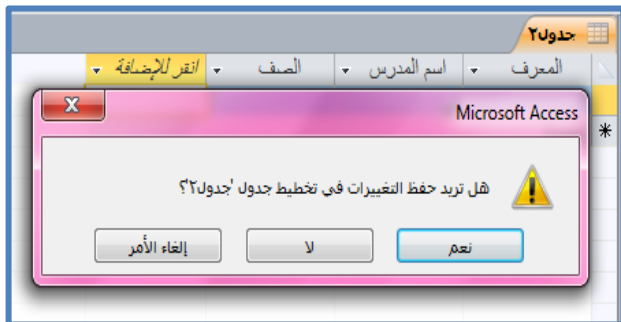 جدول٢
المعرف اسم المدرس الصف انقر للإضافة
Microsoft Access
هل تريد حفظ التغييرات في تخطيط جدول 'جدول٢'؟
نعم لا إلغاء الأمر